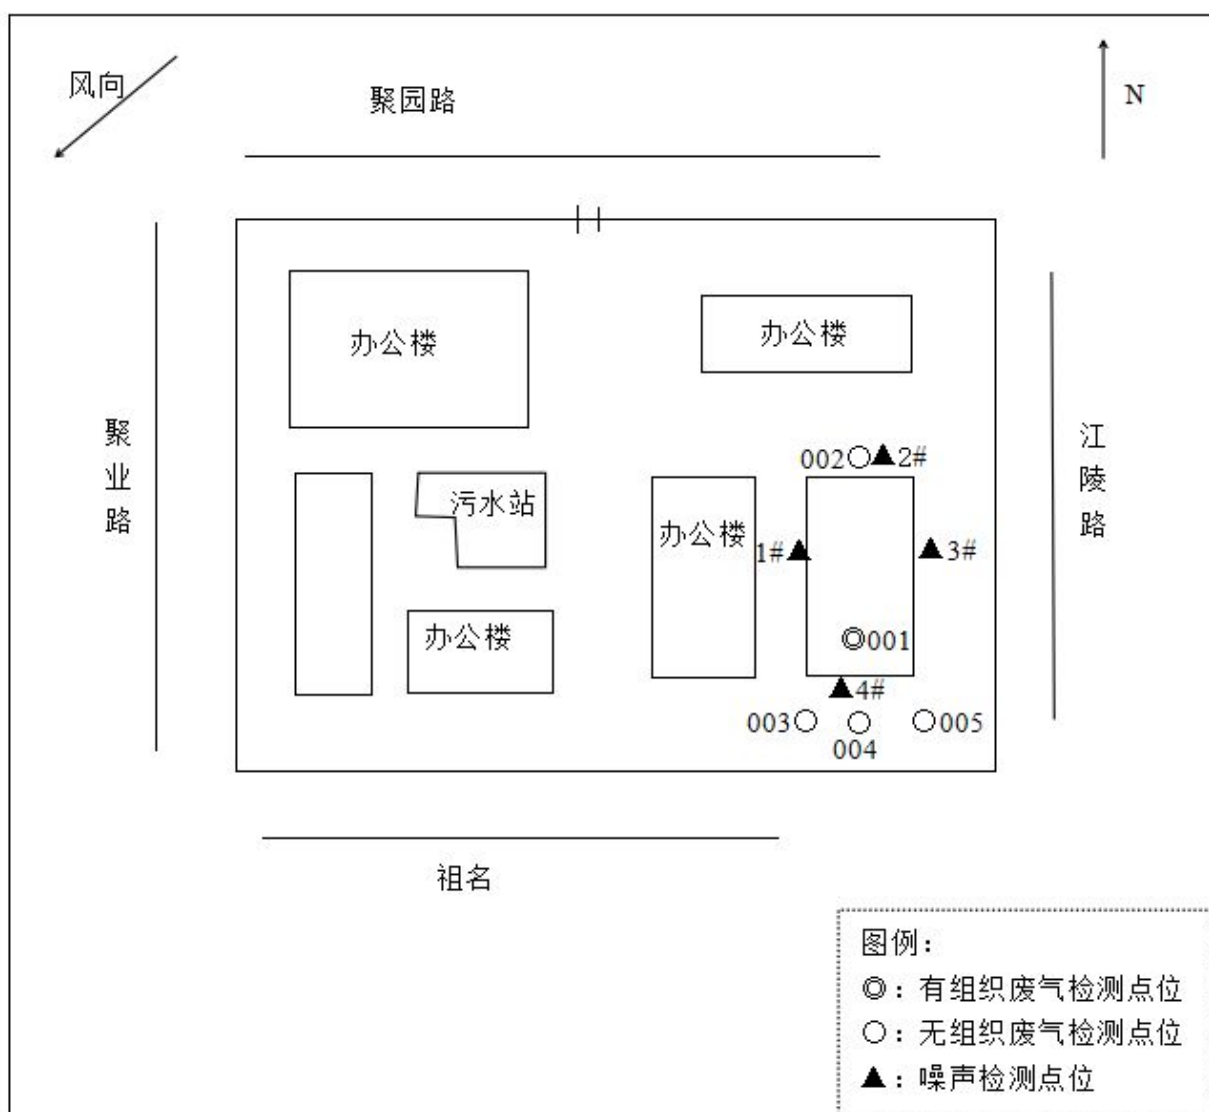 风向
聚园路
N
办公楼
办公楼
聚业路
江陵路
002
2#
污水站
办公楼
1#
3#
办公楼
001
4#
003
004
005
祖名
图例：
◎：有组织废气检测点位
○：无组织废气检测点位
▲：噪声检测点位